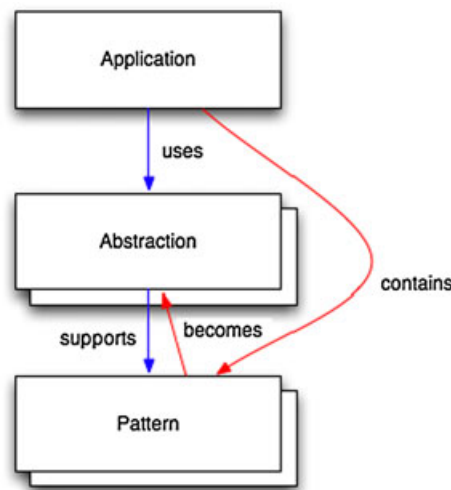 Application
uses
Abstraction
contains
supports
becomes
Pattern